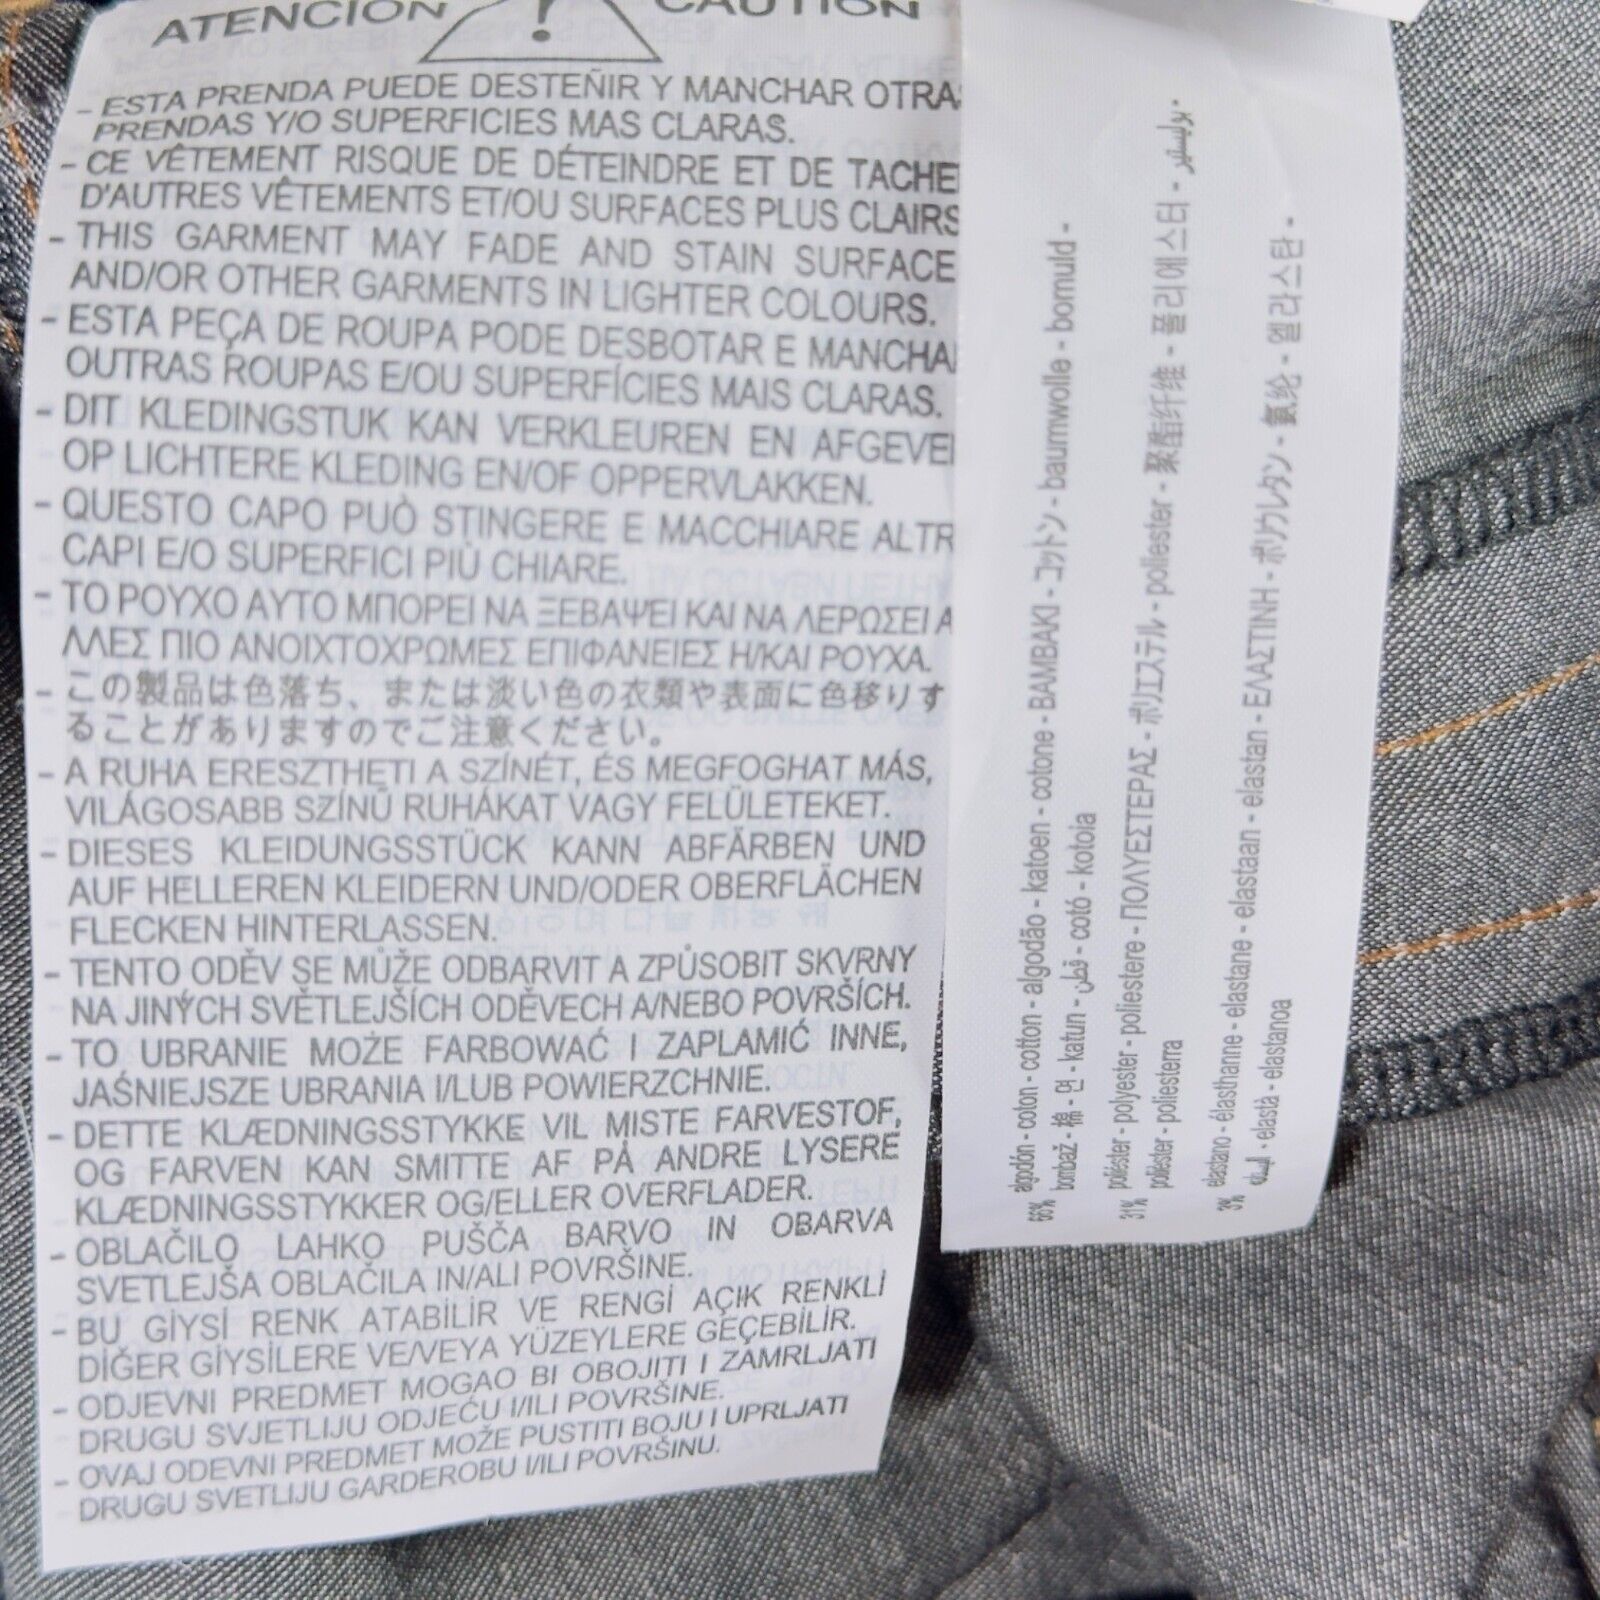 ATENCIÓN ! CAUTION
- ESTA PRENDA PUEDE DESTEÑIR Y MANCHAR OTRA
PRENDAS Y/O SUPERFICIES MAS CLARAS.
- CE VÊTEMENT RISQUE DE DÉTEINDRE ET DE TACHE
D'AUTRES VÊTEMENTS ET/OU SURFACES PLUS CLAIRS
- THIS GARMENT MAY FADE AND STAIN SURFACE
AND/OR OTHER GARMENTS IN LIGHTER COLOURS.
- ESTA PEÇA DE ROUPA PODE DESBOTAR E MANCHA
OUTRAS ROUPAS E/OU SUPERFÍCIES MAIS CLARAS.
- DIT KLEDINGSTUK KAN VERKLEUREN EN AFGEVE
OP LICHTERE KLEDING EN/OF OPPERVLAKKEN.
- QUESTO CAPO PUÒ STINGERE E MACCHIARE ALTR
CAPI E/O SUPERFICI PIÙ CHIARE.
- ΤΟ ΡΟΥΧΟ ΑΥΤΟ ΜΠΟΡΕΙ ΝΑ ΞΕΒΑΨΕΙ ΚΑΙ ΝΑ ΛΕΡΩΣΕΙ Α
ΛΛΕΣ ΠΙΟ ΑΝΟΙΧΤΟΧΡΩΜΕΣ ΕΠΙΦΑΝΕΙΕΣ Η/ΚΑΙ ΡΟΥΧΑ.
- この製品は色落ち、または淡い色の衣類や表面に色移りす
ることがありますのでご注意ください。
- A RUHA ERESZTHETI A SZÍNÉT, ÉS MEGFOGHAT MÁS,
VILÁGOSABB SZÍNŰ RUHÁKAT VAGY FELÜLETEKET.
- DIESES KLEIDUNGSSTÜCK KANN ABFÄRBEN UND
AUF HELLEREN KLEIDERN UND/ODER OBERFLÄCHEN
FLECKEN HINTERLASSEN.
- TENTO ODĚV SE MŮŽE ODBARVIT A ZPŮSOBIT SKVRNY
NA JINÝCH SVĚTLEJŠÍCH ODĚVECH A/NEBO POVRŠÍCH.
- TO UBRANIE MOŻE FARBOWAĆ I ZAPLAMIĆ INNE,
JAŚNIEJSZE UBRANIA I/LUB POWIERZCHNIE.
- DETTE KLÆDNINGSSTYKKE VIL MISTE FARVESTOF,
OG FARVEN KAN SMITTE AF PÅ ANDRE LYSERE
KLÆDNINGSSTYKKER OG/ELLER OVERFLADER.
- OBLAČILO LAHKO PUŠČA BARVO IN OBARVA
SVETLEJŠA OBLAČILA IN/ALI POVRŠINE.
- BU GİYSİ RENK ATABİLİR VE RENGİ AÇIK RENKLİ
DİĞER GİYSİLERE VE/VEYA YÜZEYLERE GEÇEBİLİR.
- ODJEVNI PREDMET MOGAO BI OBOJITI I ZAMRLJATI
DRUGU SVJETLIJU ODJEĆU I/ILI POVRŠINE.
- OVAJ ODEVNI PREDMET MOŽE PUSTITI BOJU I UPRLJATI
DRUGU SVETLIJU GARDEROBU I/ILI POVRŠINU.
66% algodón - coton - cotton - algodão - katoen - cotone - ΒΑΜΒΑΚΙ - コットン - baumwolle - bomuld -
bombaž - 棉 - 면 - katun - قطن - cotó - kotoia
31% poliéster - polyester - poliestere - ΠΟΛΥΕΣΤΕΡΑΣ - ポリエステル - poliester - 聚酯纤维 - 폴리에스터 - بوليستير -
poliester - poliesterra
3% elastano - élasthanne - elastane - elastaan - elastan - ΕΛΑΣΤΙΝΗ - ポリウレタン - 氨纶 - 엘라스탄 -
- elastà - elastanoa